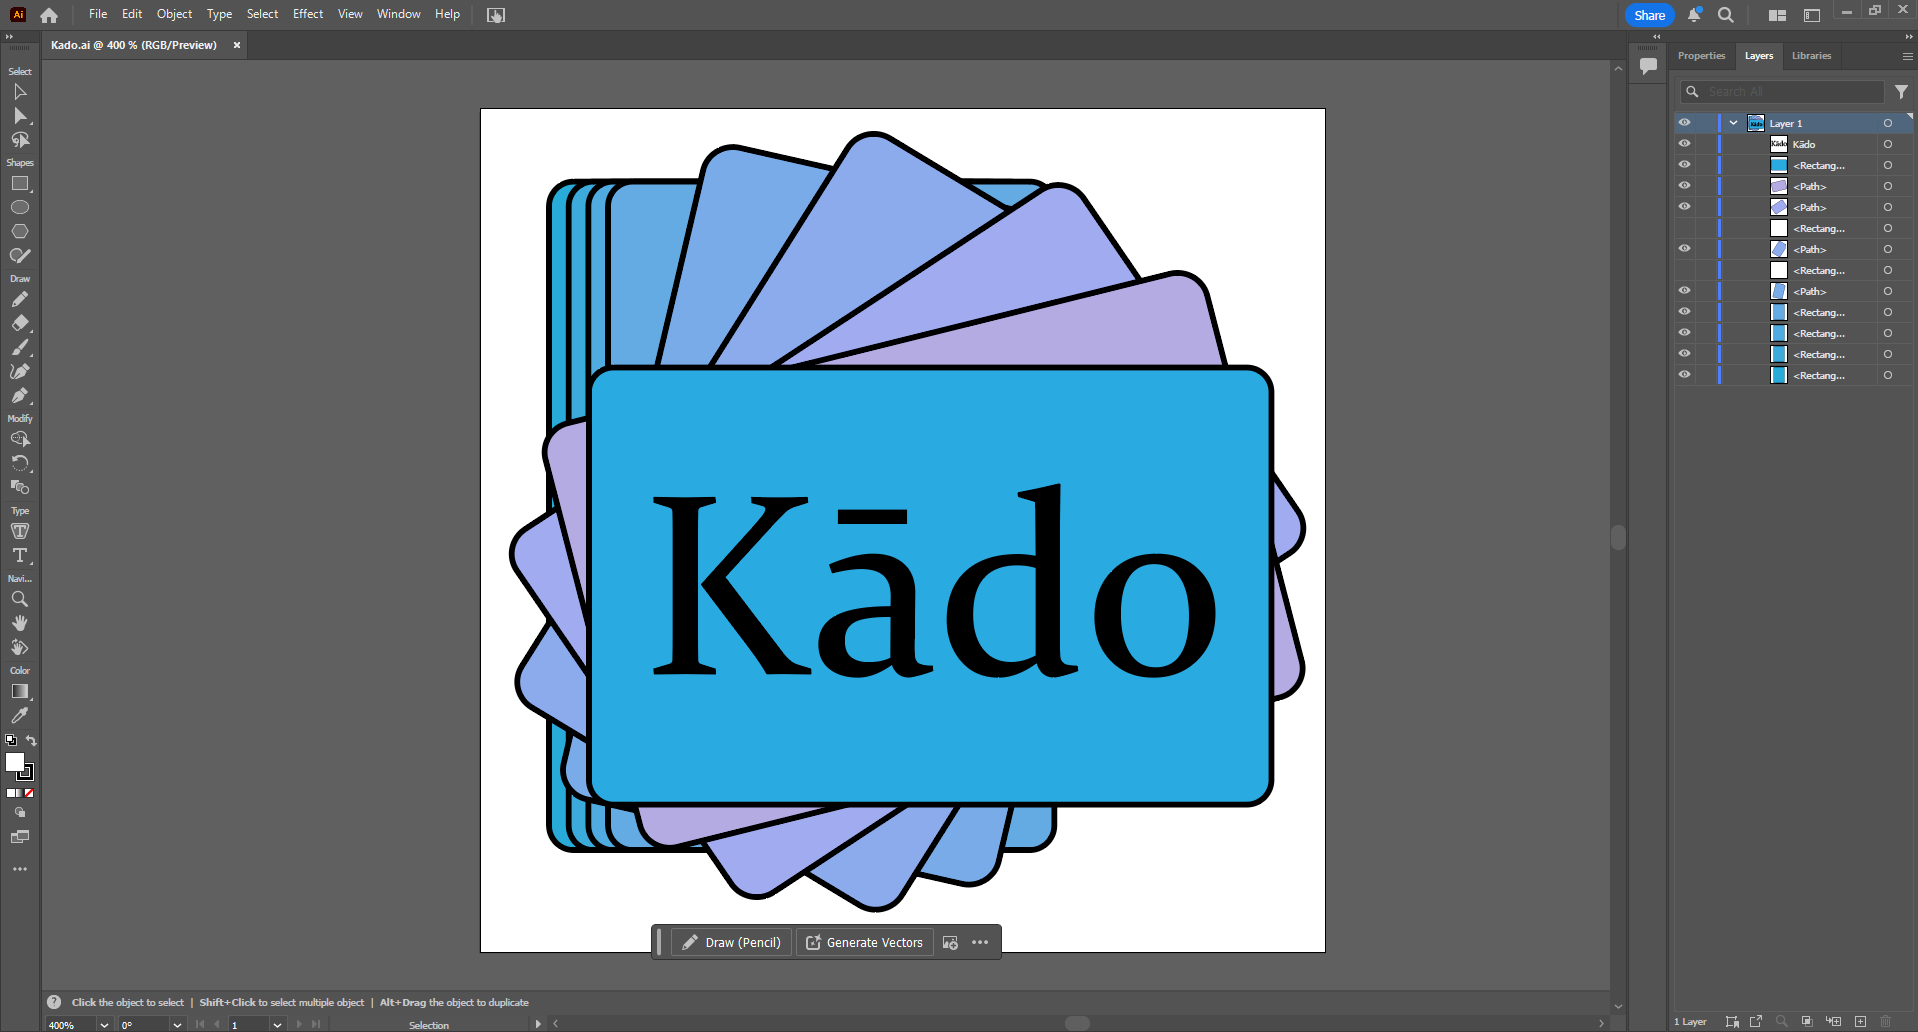 Ai File Edit Object Type Select Effect View Window Help Share
Kado.ai @ 400 % (RGB/Preview) ×
Properties Layers Libraries
Search All
Select
Shapes
Draw
Modify
Type
Navi...
Color
Layer 1
Kādo Kādo
<Rectang...
<Path>
<Path>
<Rectang...
<Path>
<Rectang...
<Path>
<Rectang...
<Rectang...
<Rectang...
<Rectang...
Kādo
Draw (Pencil) Generate Vectors
Click the object to select | Shift+Click to select multiple object | Alt+Drag the object to duplicate
400% 0° 1 Selection
1 Layer